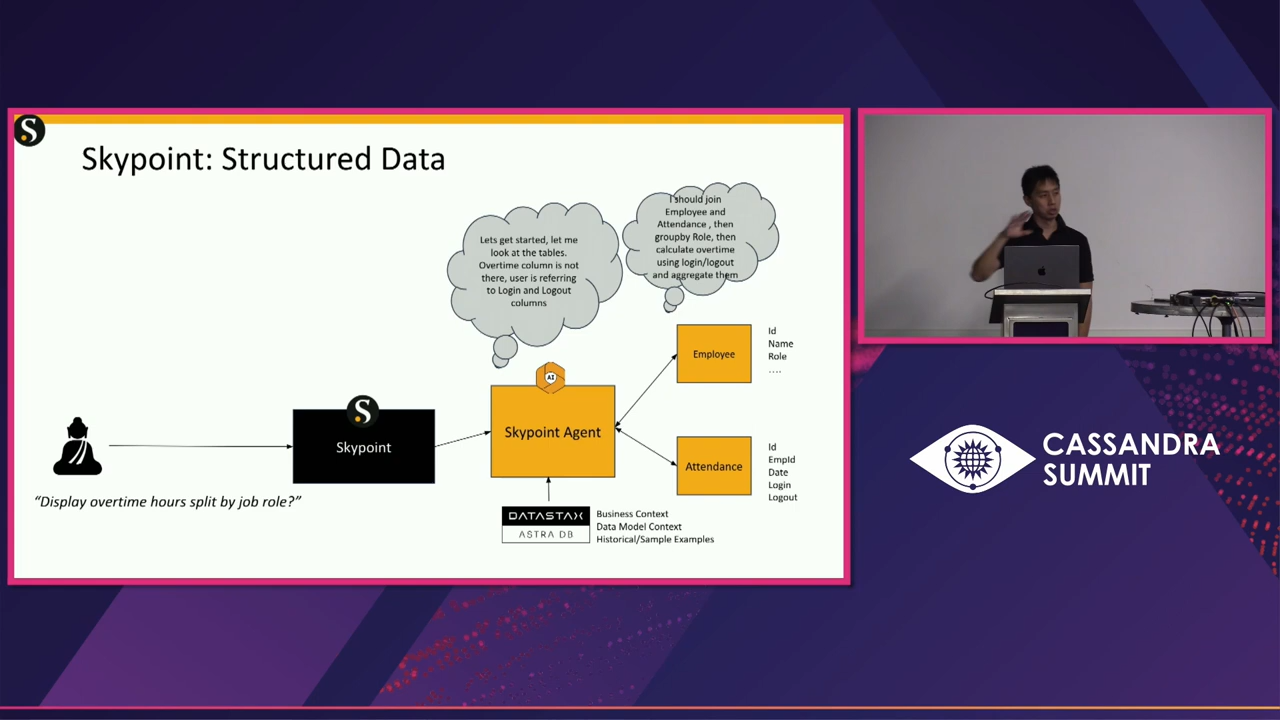 S
Skypoint: Structured Data
Lets get started, let me
look at the tables.
Overtime column is not
there, user is referring
to Login and Logout
columns
I should join
Employee and
Attendance , then
groupby Role, then
calculate overtime
using login/logout
and aggregate them
Employee
Id
Name
Role
....
AI
S
Skypoint
Skypoint Agent
Attendance
Id
EmpId
Date
Login
Logout
“Display overtime hours split by job role?”
DATASTAX
ASTRA DB
Business Context
Data Model Context
Historical/Sample Examples
CASSANDRA
SUMMIT